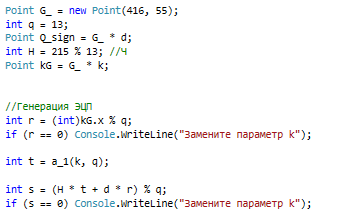 Point G_ = new Point(416, 55);
int q = 13;
Point Q_sign = G_ * d;
int H = 215 % 13; //Ч
Point kG = G_ * k;
//Генерация ЭЦП
int r = (int)kG.x % q;
if (r == 0) Console.WriteLine("Замените параметр k");
int t = a_1(k, q);
int s = (H * t + d * r) % q;
if (s == 0) Console.WriteLine("Замените параметр k");